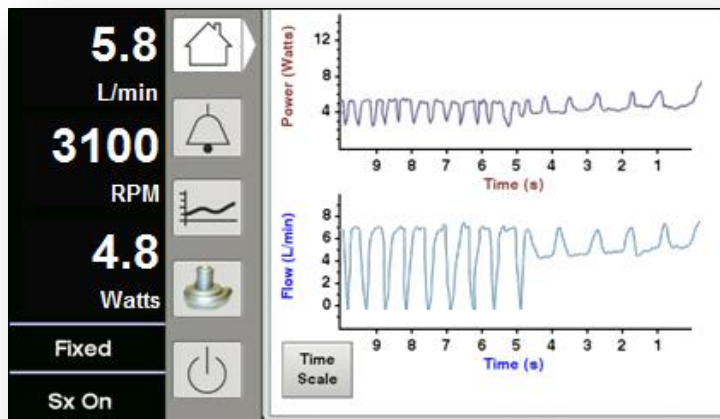 5.8
L/min
3100
RPM
4.8
Watts
Fixed
Sx On
Power (Watts)
12
8
4
9 8 7 6 5 4 3 2 1
Time (s)
Flow (L/min)
8
6
4
2
0
9 8 7 6 5 4 3 2 1
Time (s)
Time
Scale